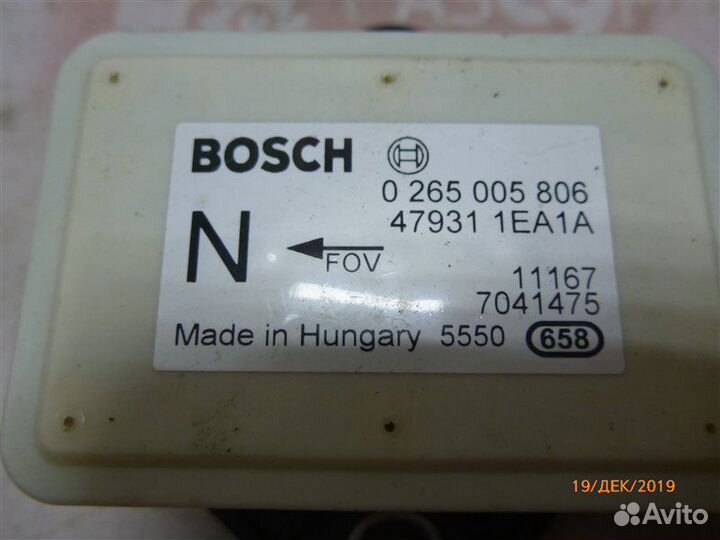 BOSCH
0 265 005 806
47931 1EA1A
N
FOV
11167
7041475
Made in Hungary 5550 658
19/ДЕК/2019
Avito